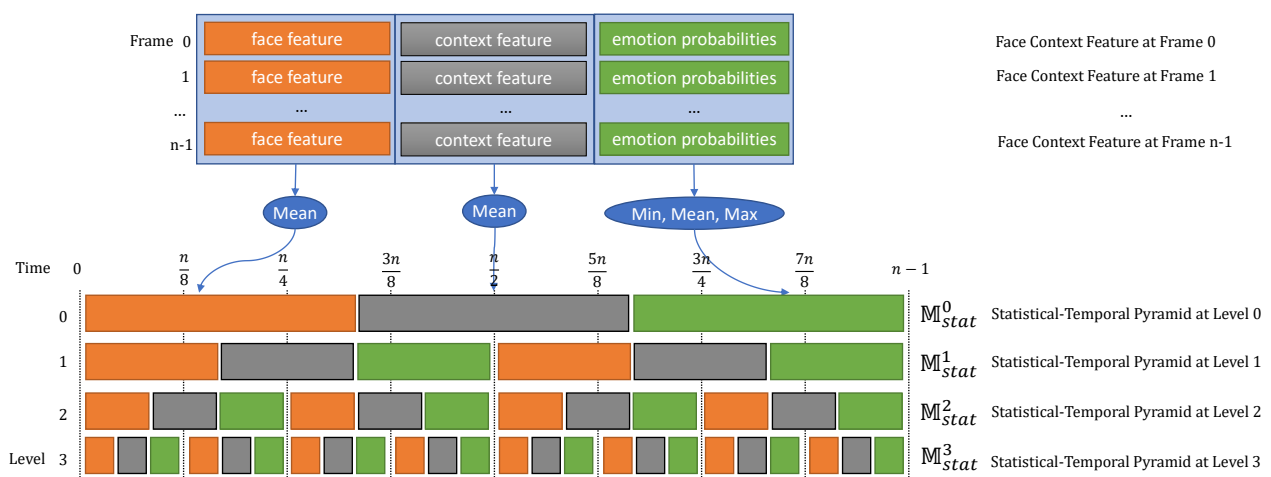 Frame 0 face feature context feature emotion probabilities Face Context Feature at Frame 0
1 face feature context feature emotion probabilities Face Context Feature at Frame 1
... ... ... ... ...
n-1 face feature context feature emotion probabilities Face Context Feature at Frame n-1
Mean Mean Min, Mean, Max
Time 0 n/8 n/4 3n/8 n/2 5n/8 3n/4 7n/8 n − 1
0 𝕄⁰stat Statistical-Temporal Pyramid at Level 0
1 𝕄¹stat Statistical-Temporal Pyramid at Level 1
2 𝕄²stat Statistical-Temporal Pyramid at Level 2
Level 3 𝕄³stat Statistical-Temporal Pyramid at Level 3